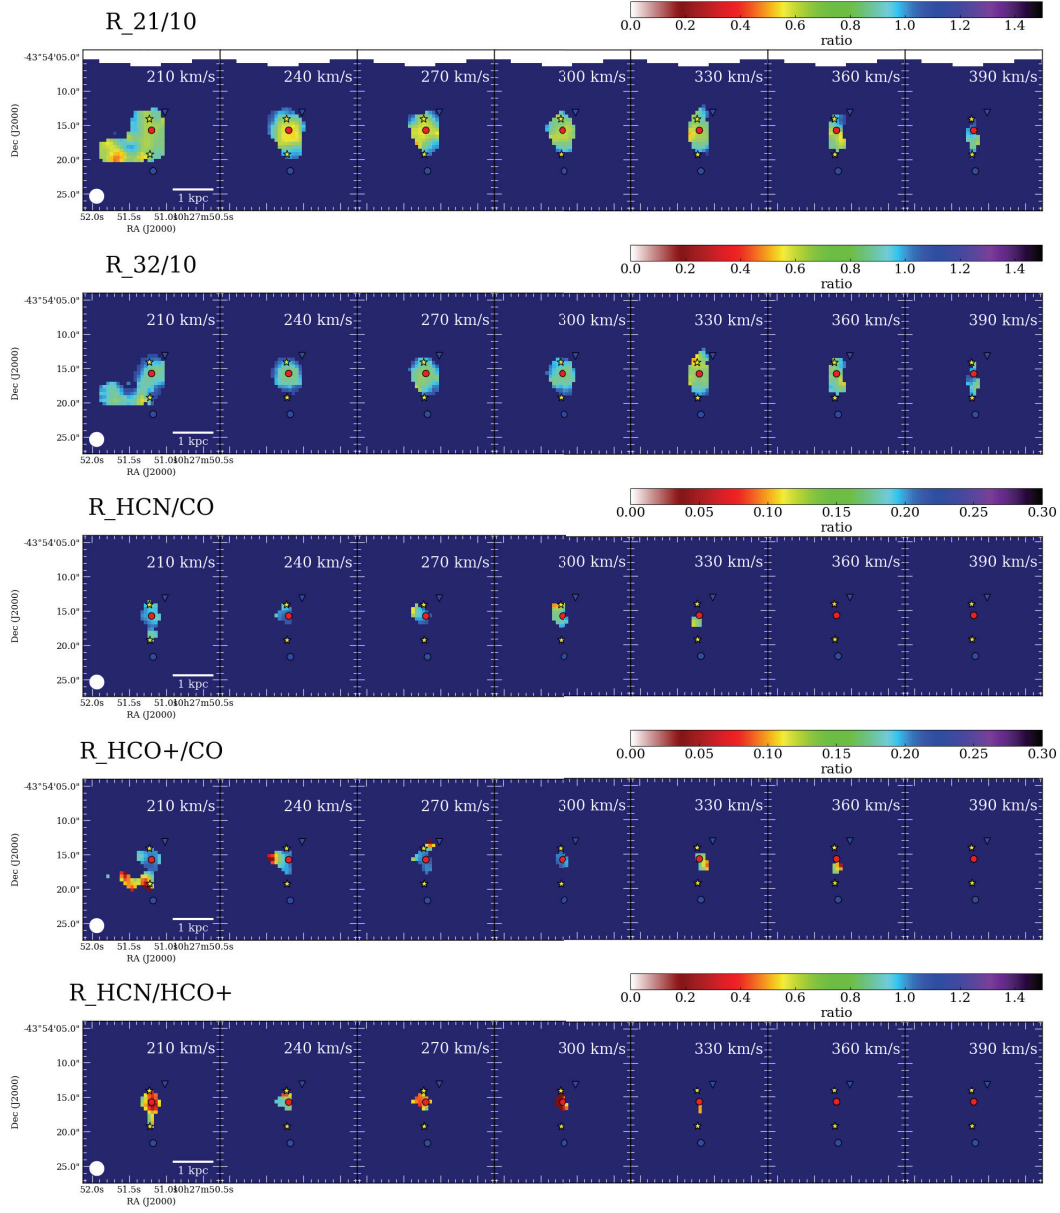 R_21/10
0.0 0.2 0.4 0.6 0.8 1.0 1.2 1.4
ratio
-43°54'05.0"
210 km/s 240 km/s 270 km/s 300 km/s 330 km/s 360 km/s 390 km/s
10.0"
Dec (J2000)
15.0"
20.0"
25.0"
1 kpc
52.0s 51.5s 51.0s 10h27m50.5s
RA (J2000)
R_32/10
0.0 0.2 0.4 0.6 0.8 1.0 1.2 1.4
ratio
-43°54'05.0"
210 km/s 240 km/s 270 km/s 300 km/s 330 km/s 360 km/s 390 km/s
10.0"
Dec (J2000)
15.0"
20.0"
25.0"
1 kpc
52.0s 51.5s 51.0s 10h27m50.5s
RA (J2000)
R_HCN/CO
0.00 0.05 0.10 0.15 0.20 0.25 0.30
ratio
-43°54'05.0"
210 km/s 240 km/s 270 km/s 300 km/s 330 km/s 360 km/s 390 km/s
10.0"
Dec (J2000)
15.0"
20.0"
25.0"
1 kpc
52.0s 51.5s 51.0s 10h27m50.5s
RA (J2000)
R_HCO+/CO
0.00 0.05 0.10 0.15 0.20 0.25 0.30
ratio
-43°54'05.0"
210 km/s 240 km/s 270 km/s 300 km/s 330 km/s 360 km/s 390 km/s
10.0"
Dec (J2000)
15.0"
20.0"
25.0"
1 kpc
52.0s 51.5s 51.0s 10h27m50.5s
RA (J2000)
R_HCN/HCO+
0.0 0.2 0.4 0.6 0.8 1.0 1.2 1.4
ratio
-43°54'05.0"
210 km/s 240 km/s 270 km/s 300 km/s 330 km/s 360 km/s 390 km/s
10.0"
Dec (J2000)
15.0"
20.0"
25.0"
1 kpc
52.0s 51.5s 51.0s 10h27m50.5s
RA (J2000)